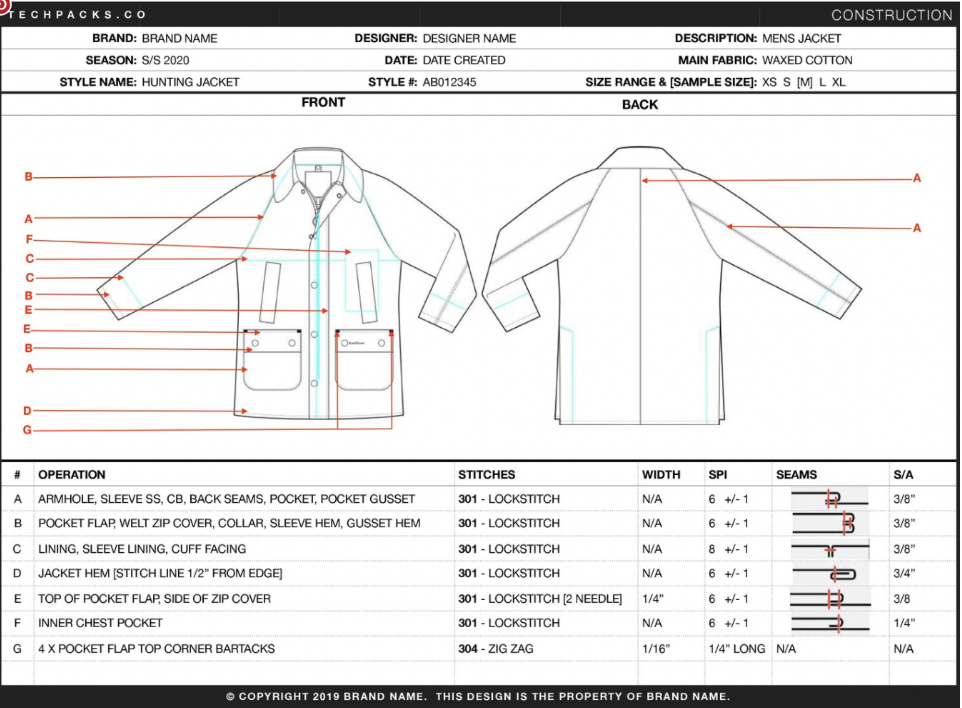 TECHPACKS.CO
CONSTRUCTION
BRAND: BRAND NAME DESIGNER: DESIGNER NAME DESCRIPTION: MENS JACKET
SEASON: S/S 2020 DATE: DATE CREATED MAIN FABRIC: WAXED COTTON
STYLE NAME: HUNTING JACKET STYLE #: AB012345 SIZE RANGE & [SAMPLE SIZE]: XS S [M] L XL
FRONT BACK
B
A
F
C
C
B
E
E
B
A
D
G
A
A
# OPERATION STITCHES WIDTH SPI SEAMS S/A
A ARMHOLE, SLEEVE SS, CB, BACK SEAMS, POCKET, POCKET GUSSET 301 - LOCKSTITCH N/A 6 +/- 1 3/8”
B POCKET FLAP, WELT ZIP COVER, COLLAR, SLEEVE HEM, GUSSET HEM 301 - LOCKSTITCH N/A 6 +/- 1 3/8”
C LINING, SLEEVE LINING, CUFF FACING 301 - LOCKSTITCH N/A 8 +/- 1 3/8”
D JACKET HEM [STITCH LINE 1/2” FROM EDGE] 301 - LOCKSTITCH N/A 6 +/- 1 3/4”
E TOP OF POCKET FLAP, SIDE OF ZIP COVER 301 - LOCKSTITCH [2 NEEDLE] 1/4” 6 +/- 1 3/8
F INNER CHEST POCKET 301 - LOCKSTITCH N/A 6 +/- 1 1/4”
G 4 X POCKET FLAP TOP CORNER BARTACKS 304 - ZIG ZAG 1/16” 1/4” LONG N/A N/A
© COPYRIGHT 2019 BRAND NAME. THIS DESIGN IS THE PROPERTY OF BRAND NAME.